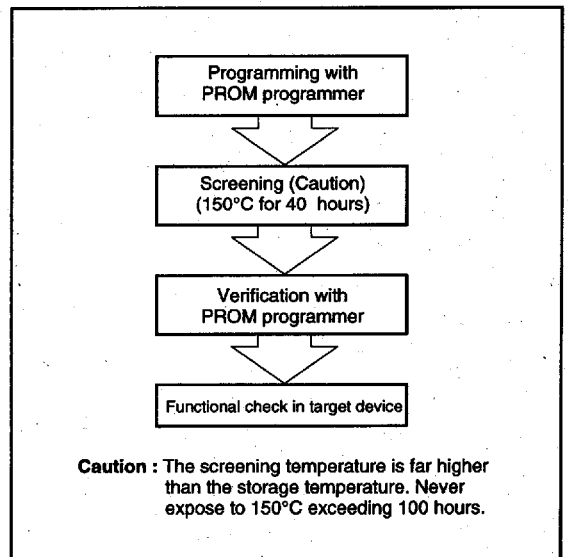 Programming with
PROM programmer
Screening (Caution)
(150°C for 40 hours)
Verification with
PROM programmer
Functional check in target device
Caution : The screening temperature is far higher
than the storage temperature. Never
expose to 150°C exceeding 100 hours.